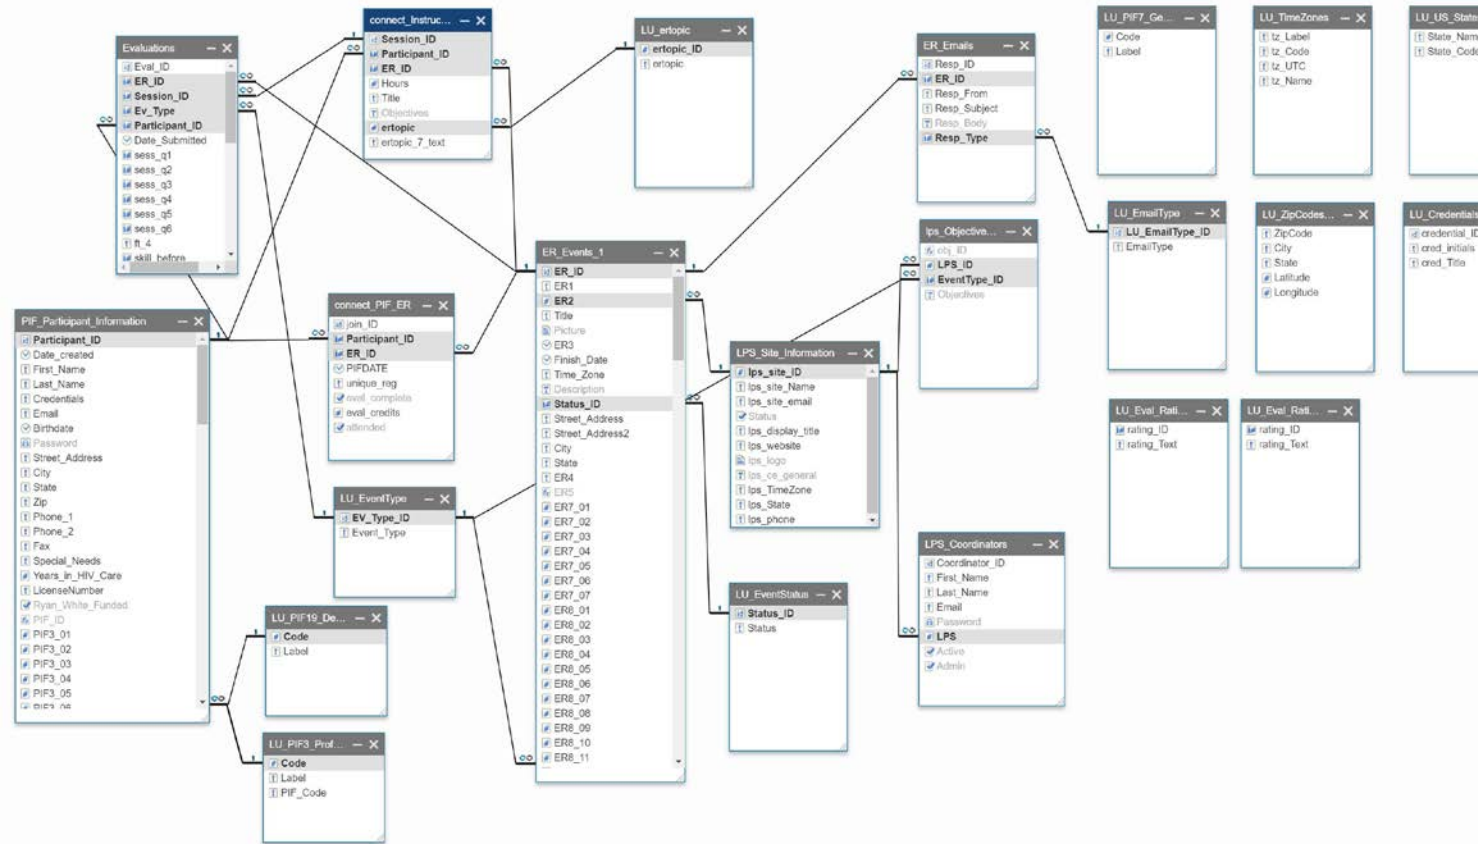 Evaluations
Eval_ID
ER_ID
Session_ID
Ev_Type
Participant_ID
Date_Submitted
sess_q1
sess_q2
sess_q3
sess_q4
sess_q5
sess_q6
ft_4
skill_before
connect_Instruc...
Session_ID
Participant_ID
ER_ID
Hours
Title
Objectives
ertopic
ertopic_7_text
LU_ertopic
ertopic_ID
ertopic
ER_Emails
Resp_ID
ER_ID
Resp_From
Resp_Subject
Resp_Body
Resp_Type
LU_PIF7_Ge...
Code
Label
LU_TimeZones
tz_Label
tz_Code
tz_UTC
tz_Name
LU_US_State
State_Nam
State_Code
LU_EmailType
LU_EmailType_ID
EmailType
LU_ZipCodes...
ZipCode
City
State
Latitude
Longitude
LU_Credentials
credential_ID
cred_initials
cred_Title
PIF_Participant_Information
Participant_ID
Date_created
First_Name
Last_Name
Credentials
Email
Birthdate
Password
Street_Address
City
State
Zip
Phone_1
Phone_2
Fax
Special_Needs
Years_in_HIV_Care
LicenseNumber
Ryan_White_Funded
PIF_ID
PIF3_01
PIF3_02
PIF3_03
PIF3_04
PIF3_05
PIF3_06
connect_PIF_ER
join_ID
Participant_ID
ER_ID
PIFDATE
unique_reg
eval_complete
eval_credits
attended
LU_EventType
EV_Type_ID
Event_Type
LU_PIF19_De...
Code
Label
LU_PIF3_Prof...
Code
Label
PIF_Code
ER_Events_1
ER_ID
ER1
ER2
Title
Picture
ER3
Finish_Date
Time_Zone
Description
Status_ID
Street_Address
Street_Address2
City
State
ER4
ER5
ER7_01
ER7_02
ER7_03
ER7_04
ER7_05
ER7_06
ER7_07
ER8_01
ER8_02
ER8_03
ER8_04
ER8_05
ER8_06
ER8_07
ER8_08
ER8_09
ER8_10
ER8_11
lps_Objective...
obj_ID
LPS_ID
EventType_ID
Objectives
LPS_Site_Information
lps_site_ID
lps_site_Name
lps_site_email
Status
lps_display_title
lps_website
lps_logo
lps_ce_general
lps_TimeZone
lps_State
lps_phone
LU_EventStatus
Status_ID
Status
LPS_Coordinators
Coordinator_ID
First_Name
Last_Name
Email
Password
LPS
Active
Admin
LU_Eval_Rati...
rating_ID
rating_Text
LU_Eval_Rati...
rating_ID
rating_Text